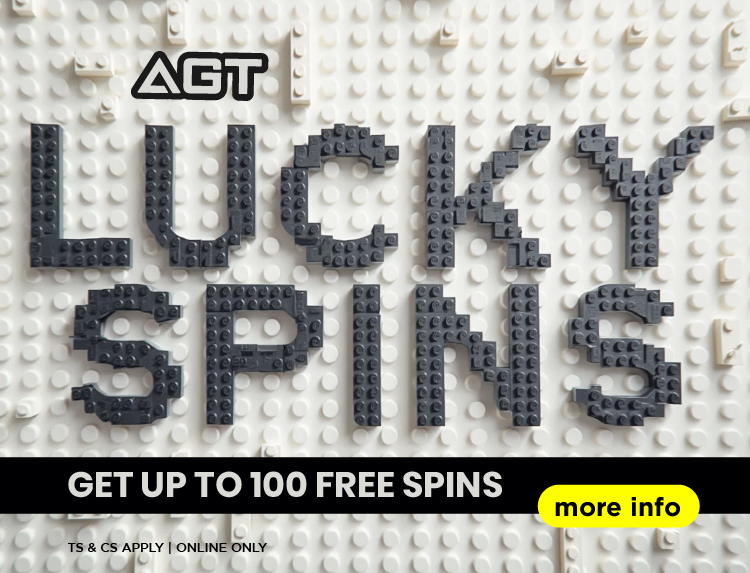 AGT
LUCKY
SPINS
GET UP TO 100 FREE SPINS
more info
TS & CS APPLY | ONLINE ONLY